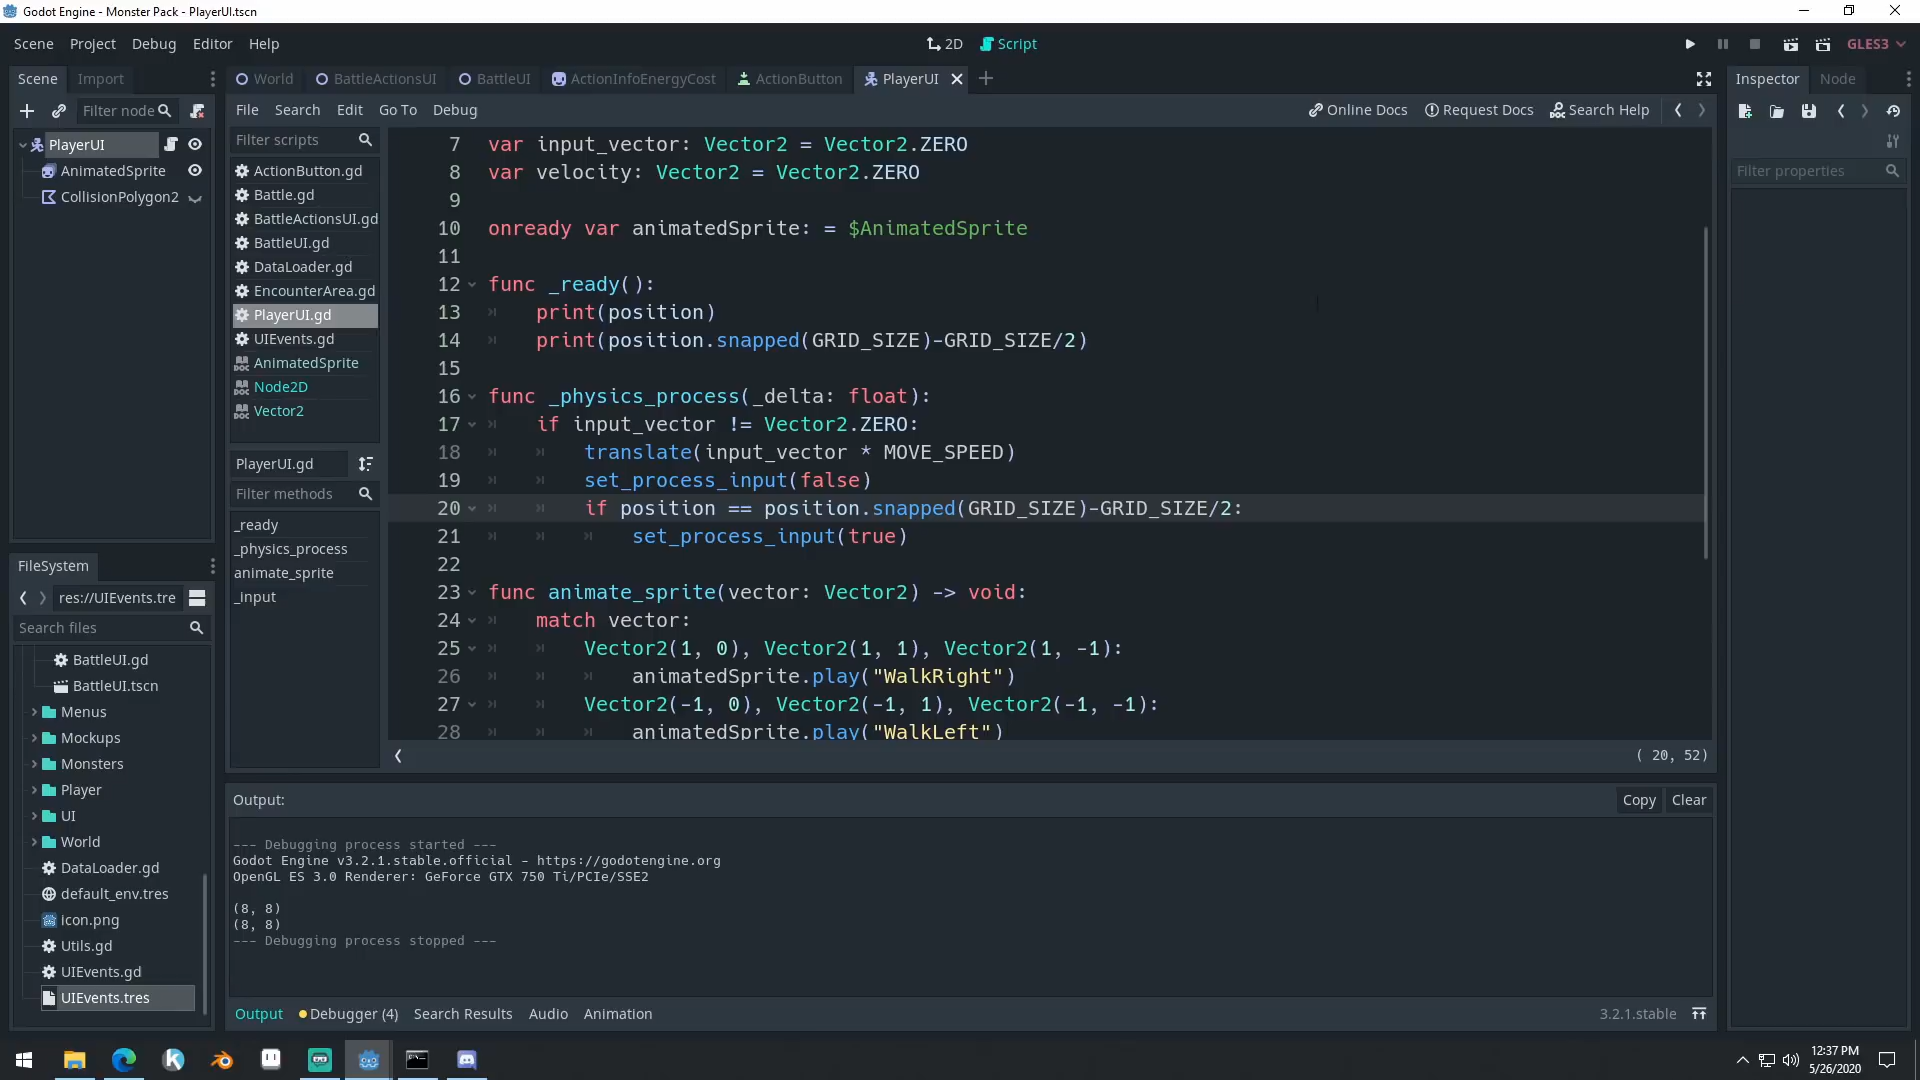 Godot Engine - Monster Pack - PlayerUI.tscn
Scene Project Debug Editor Help
2D Script
GLES3
Scene Import
World BattleActionsUI BattleUI ActionInfoEnergyCost ActionButton PlayerUI
Inspector Node
Filter node
File Search Edit Go To Debug
Online Docs Request Docs Search Help
PlayerUI
AnimatedSprite
CollisionPolygon2
Filter scripts
ActionButton.gd
Battle.gd
BattleActionsUI.gd
BattleUI.gd
DataLoader.gd
EncounterArea.gd
PlayerUI.gd
UIEvents.gd
AnimatedSprite
Node2D
Vector2
PlayerUI.gd
Filter methods
_ready
_physics_process
animate_sprite
_input
7 var input_vector: Vector2 = Vector2.ZERO
8 var velocity: Vector2 = Vector2.ZERO
9
10 onready var animatedSprite: = $AnimatedSprite
11
12 func _ready():
13 print(position)
14 print(position.snapped(GRID_SIZE)-GRID_SIZE/2)
15
16 func _physics_process(_delta: float):
17 if input_vector != Vector2.ZERO:
18 translate(input_vector * MOVE_SPEED)
19 set_process_input(false)
20 if position == position.snapped(GRID_SIZE)-GRID_SIZE/2:
21 set_process_input(true)
22
23 func animate_sprite(vector: Vector2) -> void:
24 match vector:
25 Vector2(1, 0), Vector2(1, 1), Vector2(1, -1):
26 animatedSprite.play("WalkRight")
27 Vector2(-1, 0), Vector2(-1, 1), Vector2(-1, -1):
28 animatedSprite.play("WalkLeft")
( 20, 52)
Filter properties
FileSystem
res://UIEvents.tre
Search files
BattleUI.gd
BattleUI.tscn
Menus
Mockups
Monsters
Player
UI
World
DataLoader.gd
default_env.tres
icon.png
Utils.gd
UIEvents.gd
UIEvents.tres
Output:
Copy Clear
--- Debugging process started ---
Godot Engine v3.2.1.stable.official - https://godotengine.org
OpenGL ES 3.0 Renderer: GeForce GTX 750 Ti/PCIe/SSE2
(8, 8)
(8, 8)
--- Debugging process stopped ---
Output Debugger (4) Search Results Audio Animation
3.2.1.stable
12:37 PM
5/26/2020